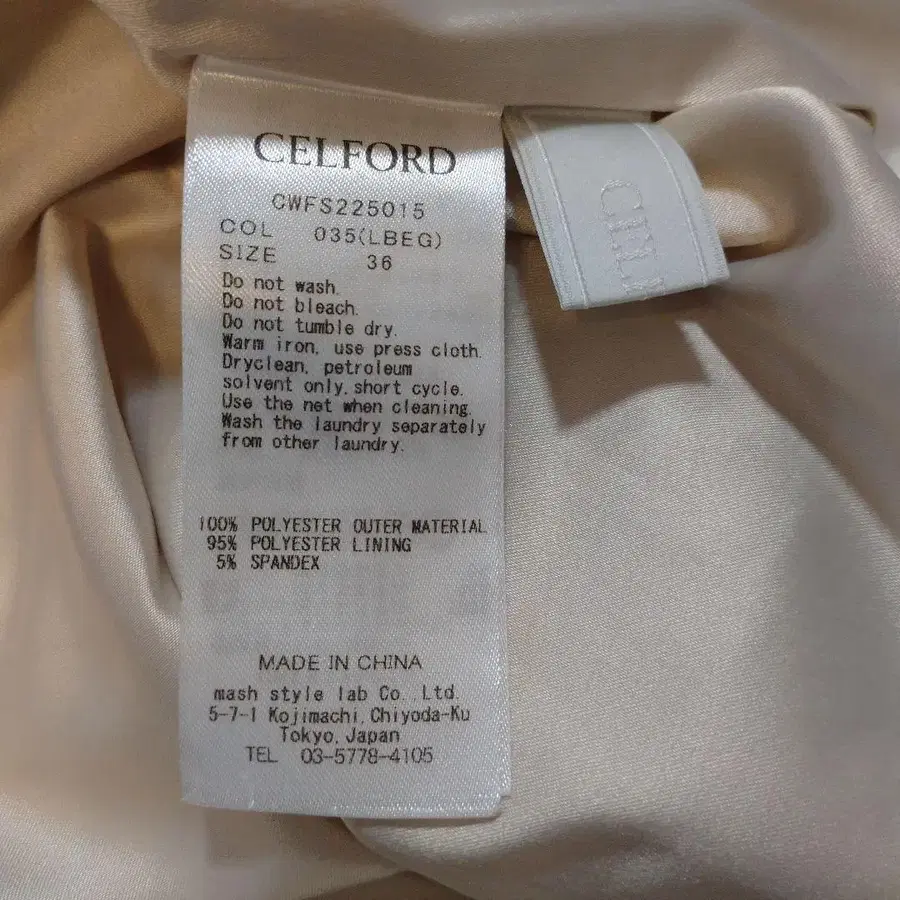 CELFORD
CWFS225015
COL 035(LBEG)
SIZE 36
Do not wash.
Do not bleach.
Do not tumble dry.
Warm iron, use press cloth.
Dryclean, petroleum
solvent only, short cycle.
Use the net when cleaning.
Wash the laundry separately
from other laundry.
100% POLYESTER OUTER MATERIAL
95% POLYESTER LINING
5% SPANDEX
MADE IN CHINA
mash style lab Co., Ltd.
5-7-1 Kojimachi, Chiyoda-Ku
Tokyo, Japan
TEL 03-5778-4105